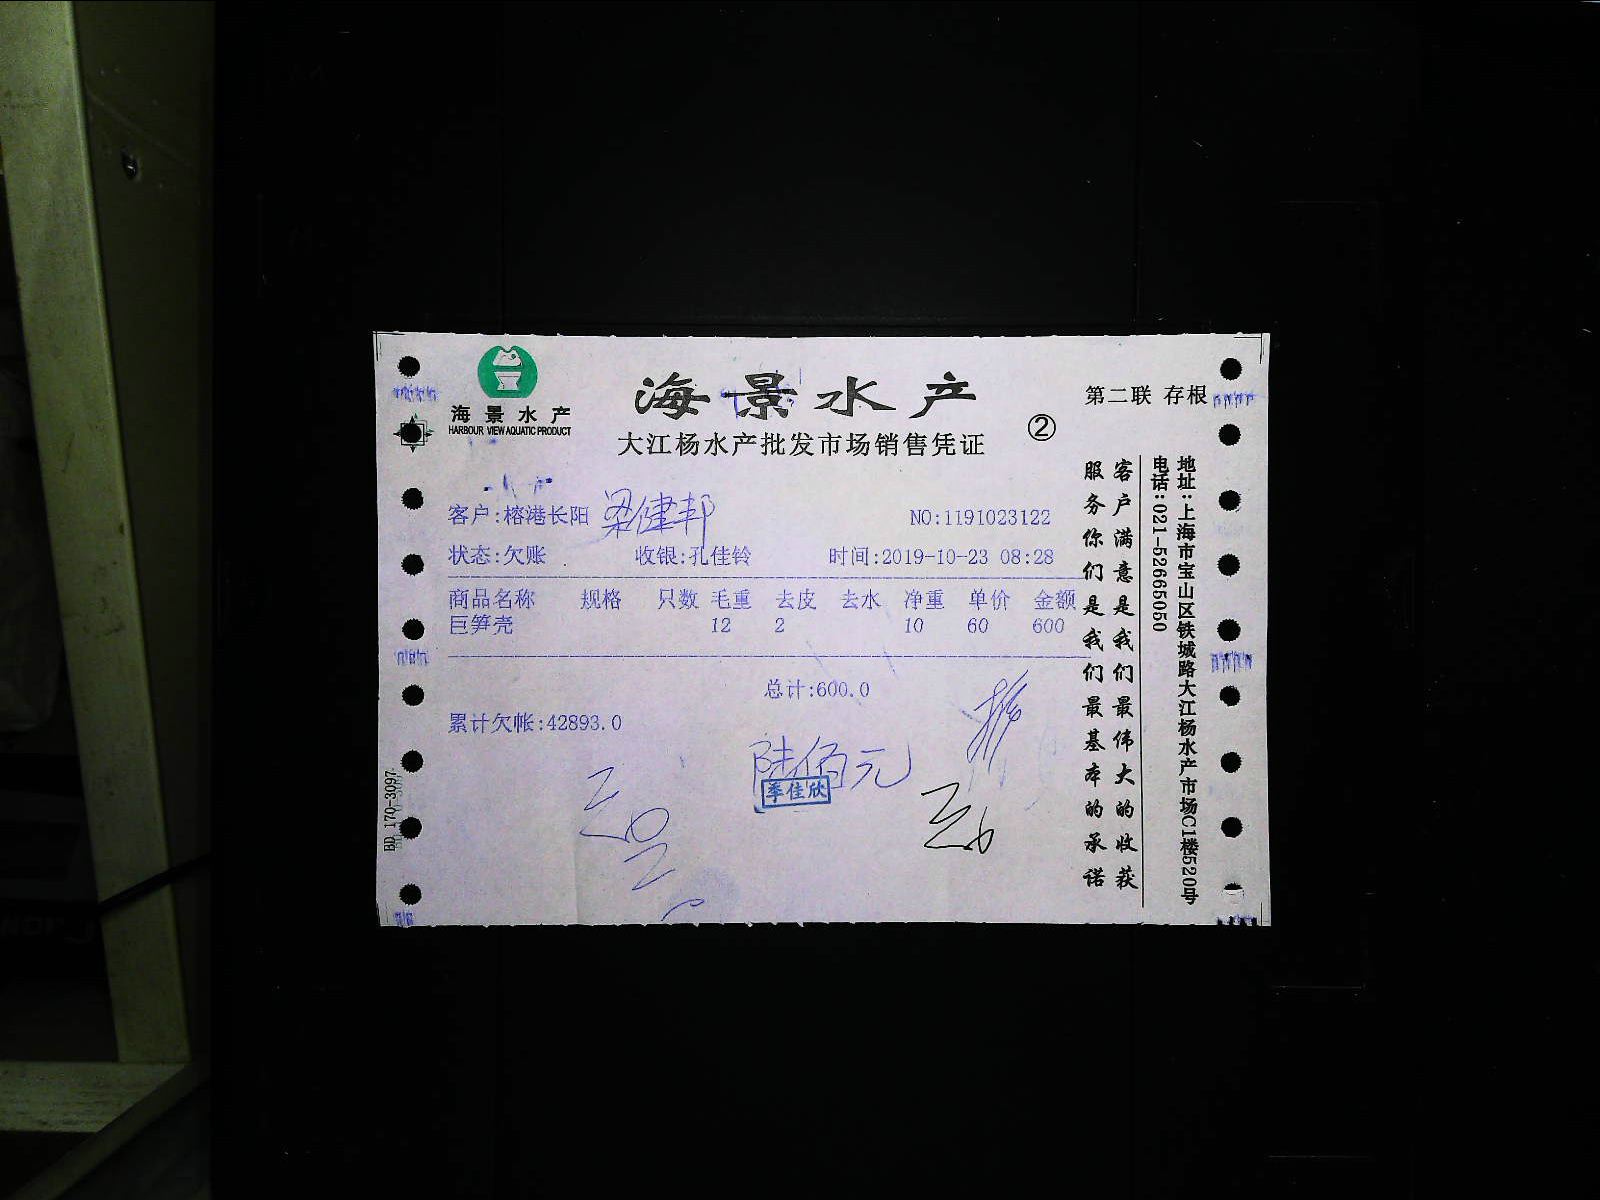 海景水产
HARBOUR VIEW AQUATIC PRODUCT
海景水产
大江杨水产批发市场销售凭证
②
第二联 存根
客户:榕港长阳 梁健邦
NO:1191023122
状态:欠账 收银:孔佳铃 时间:2019-10-23 08:28
商品名称 规格 只数 毛重 去皮 去水 净重 单价 金额
巨笋壳 12 2 10 60 600
总计:600.0
累计欠帐:42893.0
陆佰元
季佳欣
客户满意是我们最伟大的收获
服务你们是我们最基本的承诺
地址:上海市宝山区铁城路大江杨水产市场C1楼520号
电话:021-52665050
BD 170-3097